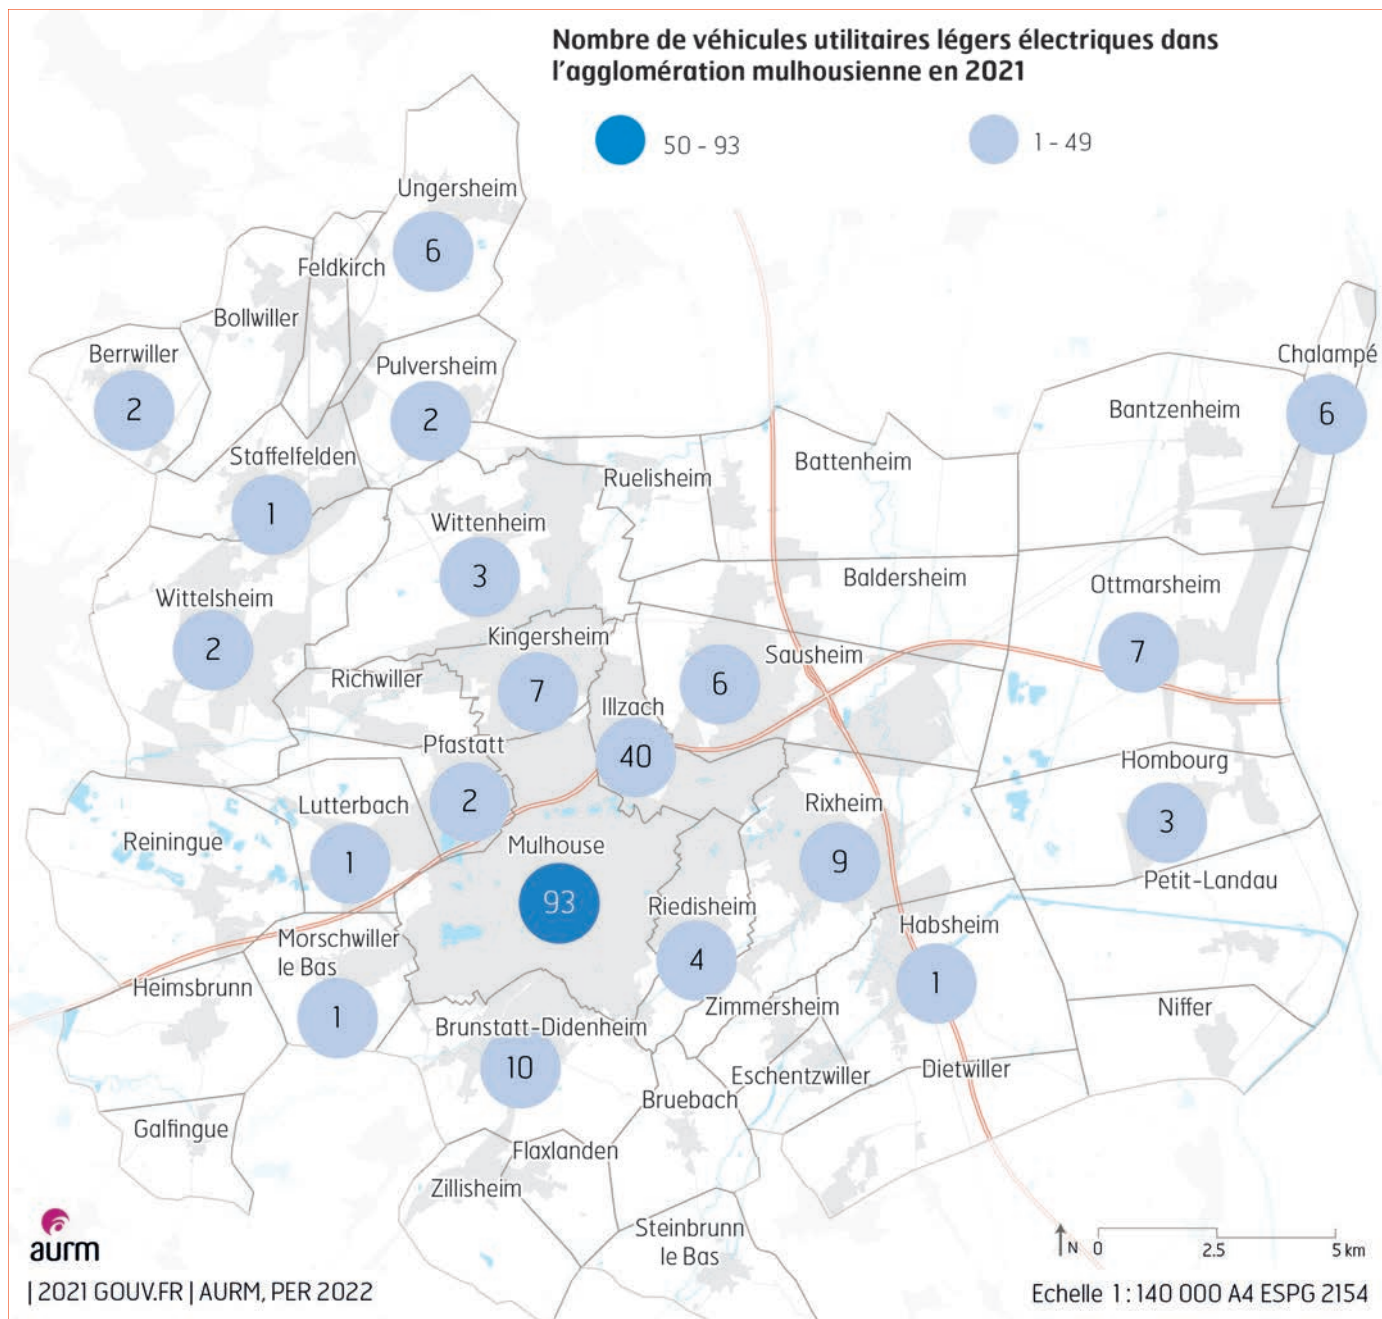 Nombre de véhicules utilitaires légers électriques dans
l'agglomération mulhousienne en 2021
50 - 93
1 - 49
Ungersheim
6
Feldkirch
Bollwiller
Berrwiller
2
Pulversheim
2
Chalampé
6
Bantzenheim
Staffelfelden
1
Ruelisheim
Battenheim
Wittenheim
3
Baldersheim
Ottmarsheim
7
Wittelsheim
2
Kingersheim
7
Sausheim
6
Richwiller
Illzach
40
Pfastatt
2
Hombourg
3
Lutterbach
1
Rixheim
9
Reiningue
Mulhouse
93
Petit-Landau
Riedisheim
4
Habsheim
1
Morschwiller
le Bas
1
Heimsbrunn
Zimmersheim
Niffer
Brunstatt-Didenheim
10
Eschentzwiller
Dietwiller
Bruebach
Galfingue
Flaxlanden
Zillisheim
Steinbrunn
le Bas
aurm
N 0 2.5 5 km
| 2021 GOUV.FR | AURM, PER 2022
Echelle 1 : 140 000 A4 ESPG 2154